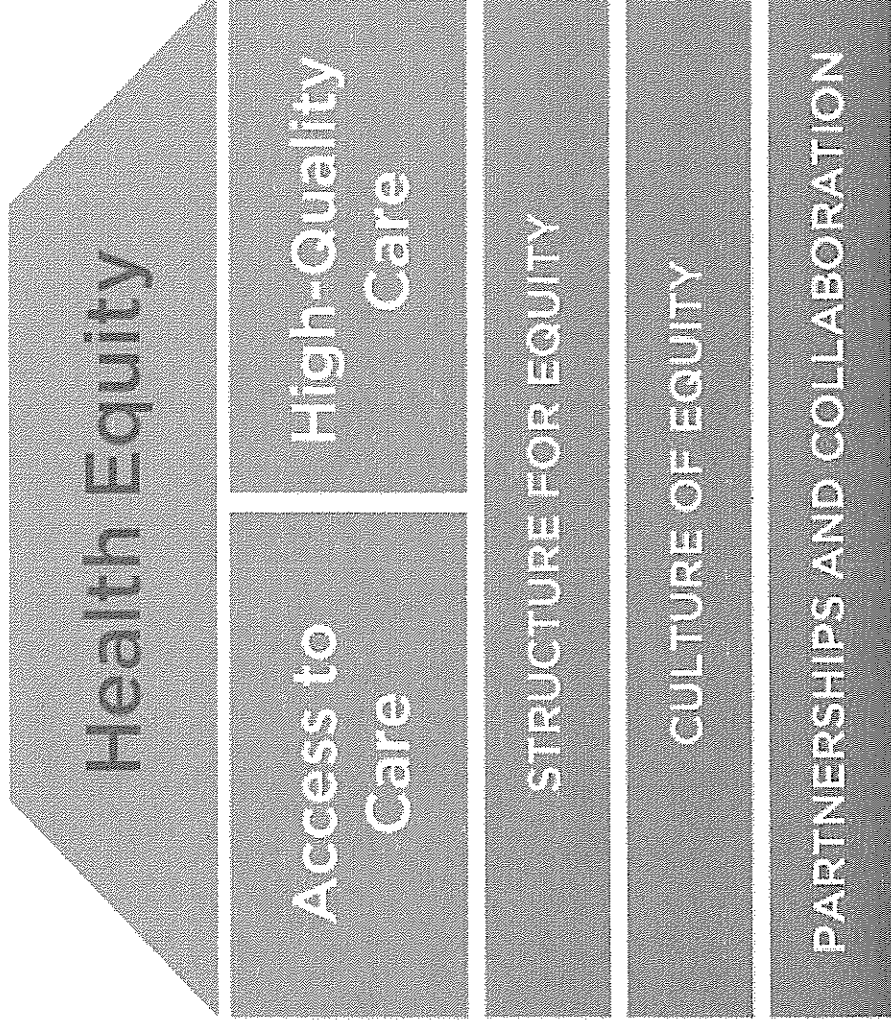 Health Equity
Access to
Care
High-Quality
Care
STRUCTURE FOR EQUITY
CULTURE OF EQUITY
PARTNERSHIPS AND COLLABORATION